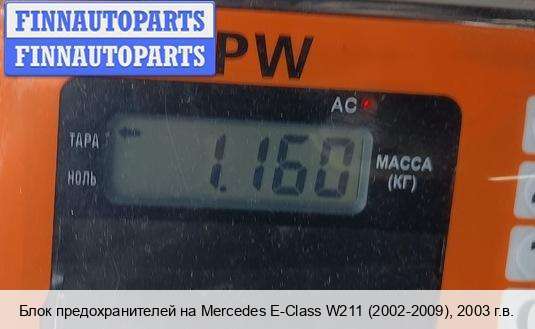 FINNAUTOPARTS
FINNAUTOPARTS
PW
AC
ТАРА
НОЛЬ
1.160
МАССА
(КГ)
Блок предохранителей на Mercedes E-Class W211 (2002-2009), 2003 г.в.